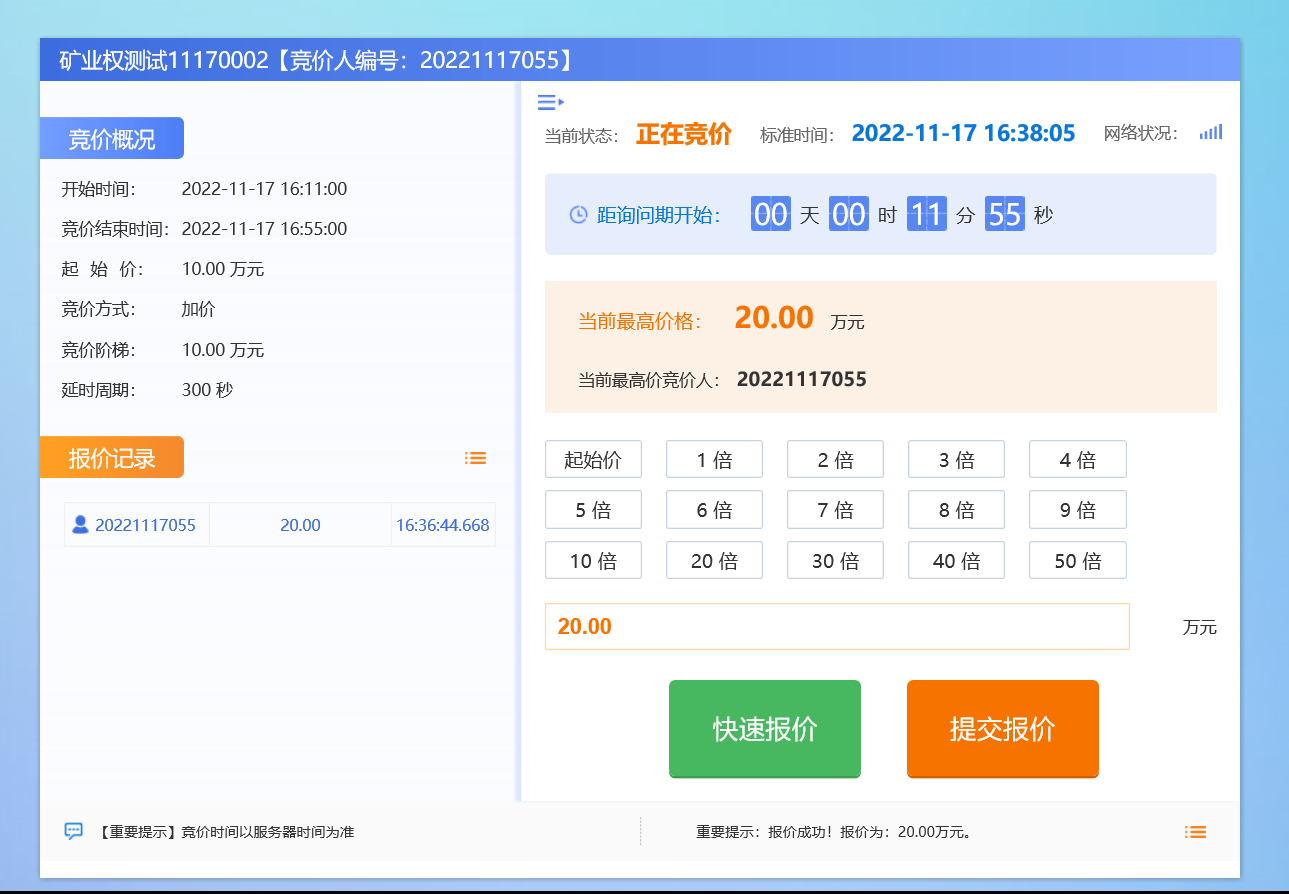 矿业权测试11170002【竞价人编号：20221117055】
竞价概况
开始时间： 2022-11-17 16:11:00
竞价结束时间： 2022-11-17 16:55:00
起 始 价： 10.00 万元
竞价方式： 加价
竞价阶梯： 10.00 万元
延时周期： 300 秒
报价记录
20221117055 20.00 16:36:44.668
当前状态： 正在竞价 标准时间： 2022-11-17 16:38:05 网络状况：
距询问期开始： 00 天 00 时 11 分 55 秒
当前最高价格： 20.00 万元
当前最高价竞价人： 20221117055
起始价 1 倍 2 倍 3 倍 4 倍
5 倍 6 倍 7 倍 8 倍 9 倍
10 倍 20 倍 30 倍 40 倍 50 倍
20.00 万元
快速报价 提交报价
【重要提示】竞价时间以服务器时间为准 重要提示：报价成功！报价为：20.00万元。